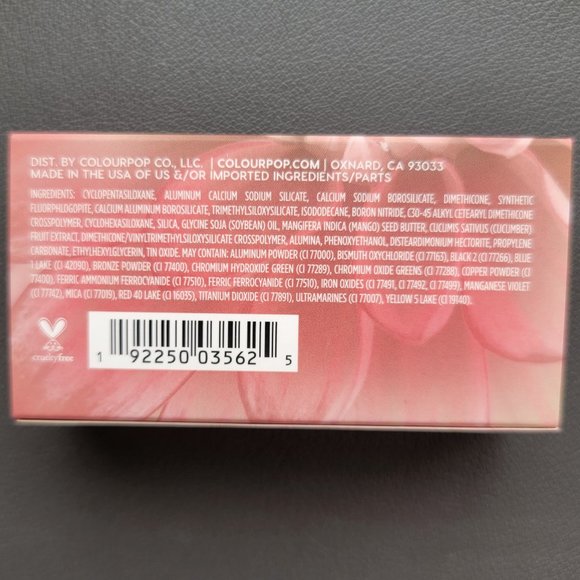 DIST. BY COLOURPOP CO., LLC. | COLOURPOP.COM | OXNARD, CA 93033
MADE IN THE USA OF US &/OR IMPORTED INGREDIENTS/PARTS
INGREDIENTS: CYCLOPENTASILOXANE, ALUMINUM CALCIUM SODIUM SILICATE, CALCIUM SODIUM BOROSILICATE, DIMETHICONE, SYNTHETIC
FLUORPHLOGOPITE, CALCIUM ALUMINUM BOROSILICATE, TRIMETHYLSILOXYSILICATE, ISODODECANE, BORON NITRIDE, C30-45 ALKYL CETEARYL DIMETHICONE
CROSSPOLYMER, CYCLOHEXASILOXANE, SILICA, GLYCINE SOJA (SOYBEAN) OIL, MANGIFERA INDICA (MANGO) SEED BUTTER, CUCUMIS SATIVUS (CUCUMBER)
FRUIT EXTRACT, DIMETHICONE/VINYLTRIMETHYLSILOXYSILICATE CROSSPOLYMER, ALUMINA, PHENOXYETHANOL, DISTEARDIMONIUM HECTORITE, PROPYLENE
CARBONATE, ETHYLHEXYLGLYCERIN, TIN OXIDE. MAY CONTAIN: ALUMINUM POWDER (CI 77000), BISMUTH OXYCHLORIDE (CI 77163), BLACK 2 (CI 77266), BLUE
1 LAKE (CI 42090), BRONZE POWDER (CI 77400), CHROMIUM HYDROXIDE GREEN (CI 77289), CHROMIUM OXIDE GREENS (CI 77288), COPPER POWDER (CI
77400), FERRIC AMMONIUM FERROCYANIDE (CI 77510), FERRIC FERROCYANIDE (CI 77510), IRON OXIDES (CI 77491, CI 77492, CI 77499), MANGANESE VIOLET
(CI 77742), MICA (CI 77019), RED 40 LAKE (CI 16035), TITANIUM DIOXIDE (CI 77891), ULTRAMARINES (CI 77007), YELLOW 5 LAKE (CI 19140).
crueltyfree
1 92250 03562 5